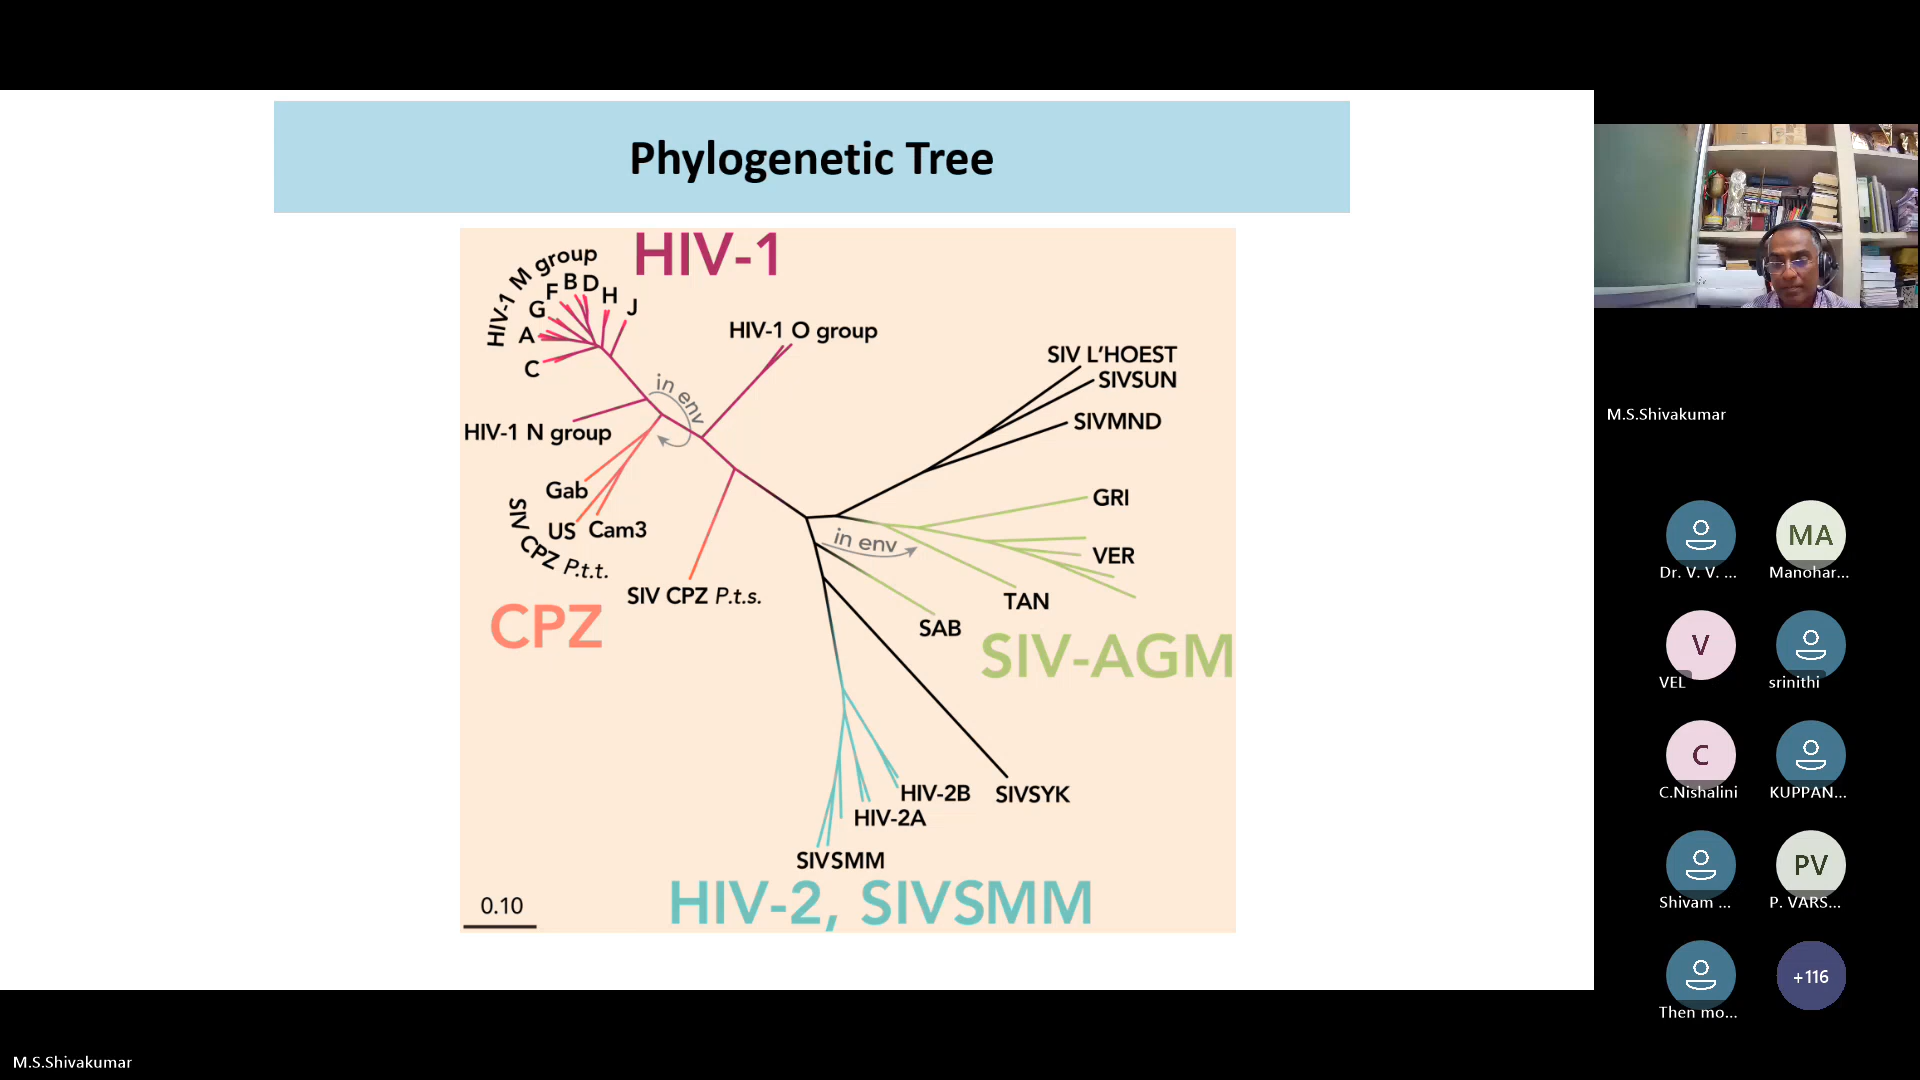 Phylogenetic Tree
HIV-1
HIV-1 M group
B
D
F
H
G
J
A
C
HIV-1 O group
in env
HIV-1 N group
SIV L'HOEST
SIVSUN
SIVMND
Gab
US
Cam3
SIV CPZ P.t.t.
SIV CPZ P.t.s.
CPZ
GRI
in env
VER
TAN
SAB
SIV-AGM
HIV-2B
SIVSYK
HIV-2A
SIVSMM
HIV-2, SIVSMM
0.10
M.S.Shivakumar
MA
Dr. V. V. ...
Manohar...
V
VEL
srinithi
C
C.Nishalini
KUPPAN...
PV
Shivam ...
P. VARS...
+116
Then mo...
M.S.Shivakumar